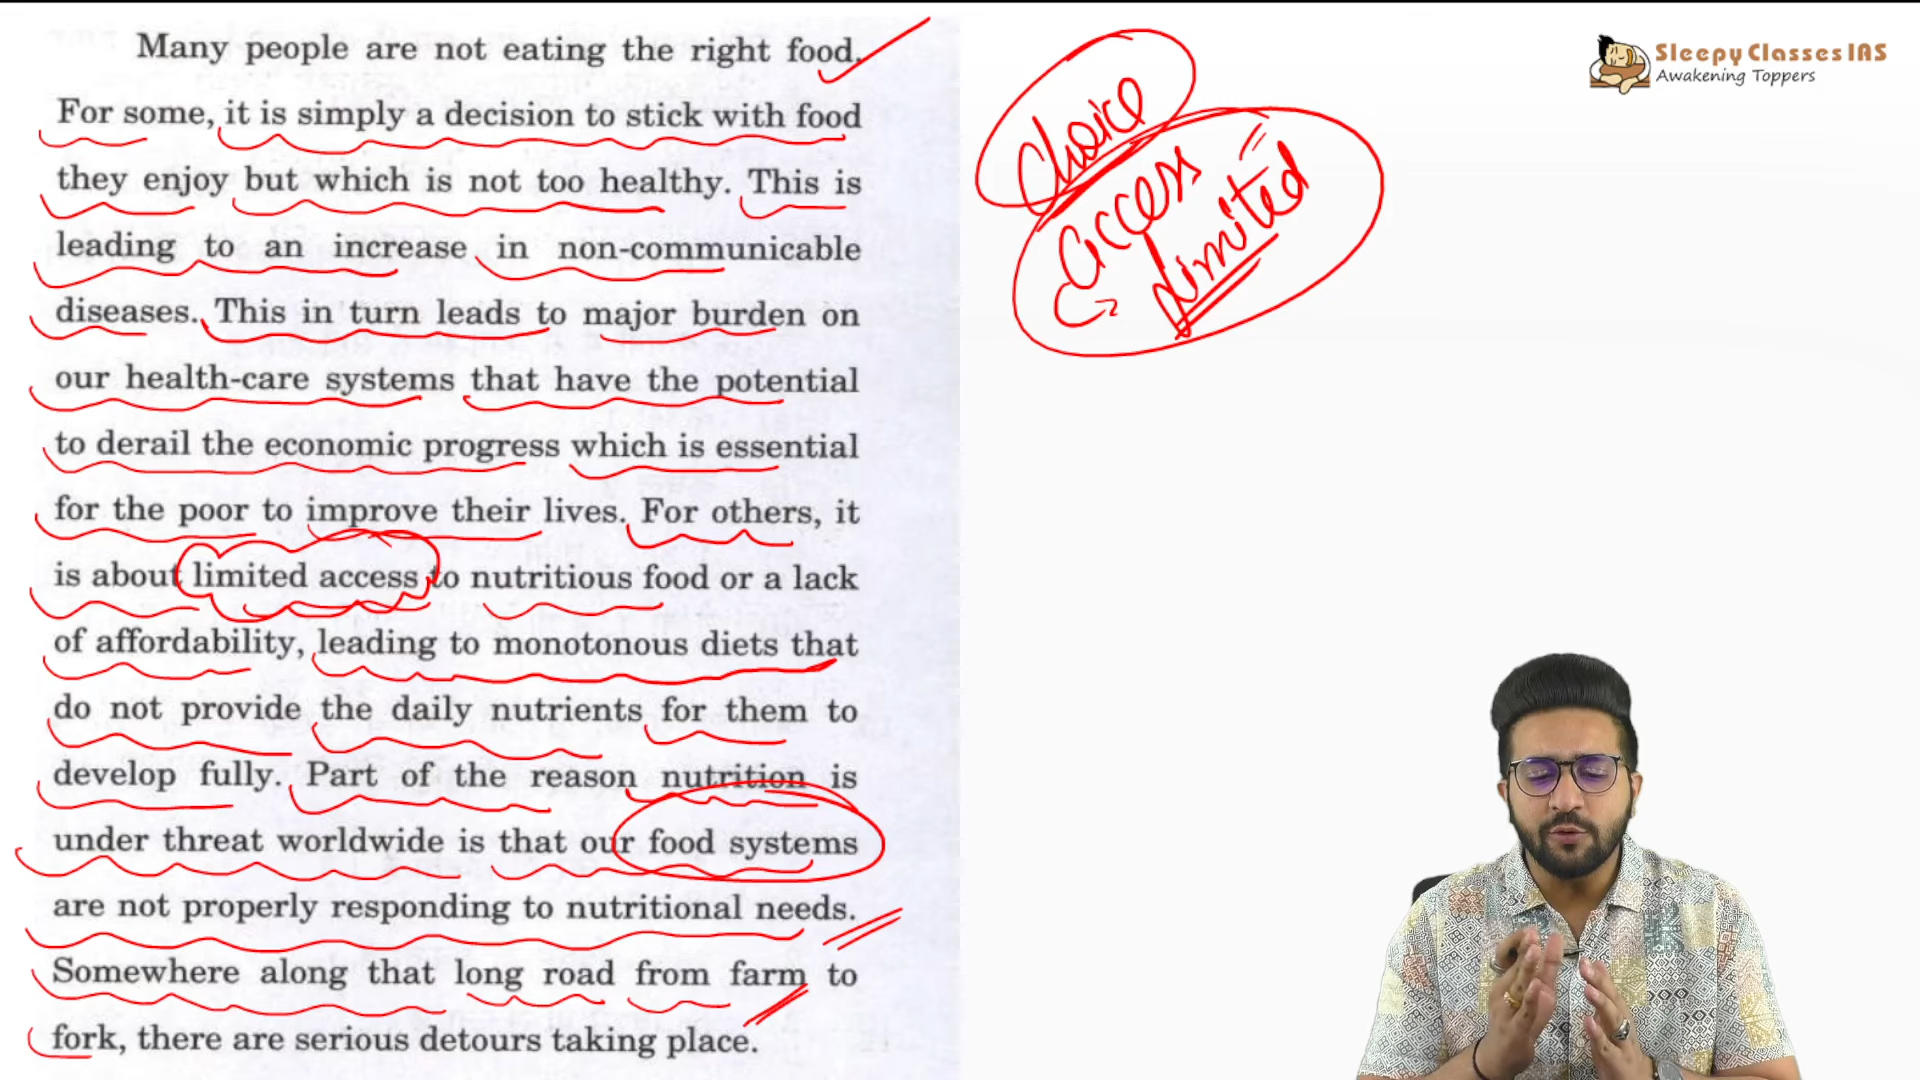 Many people are not eating the right food.
For some, it is simply a decision to stick with food
they enjoy but which is not too healthy. This is
leading to an increase in non-communicable
diseases. This in turn leads to major burden on
our health-care systems that have the potential
to derail the economic progress which is essential
for the poor to improve their lives. For others, it
is about limited access to nutritious food or a lack
of affordability, leading to monotonous diets that
do not provide the daily nutrients for them to
develop fully. Part of the reason nutrition is
under threat worldwide is that our food systems
are not properly responding to nutritional needs.
Somewhere along that long road from farm to
fork, there are serious detours taking place.
choice
access
limited
Sleepy Classes IAS
Awakening Toppers